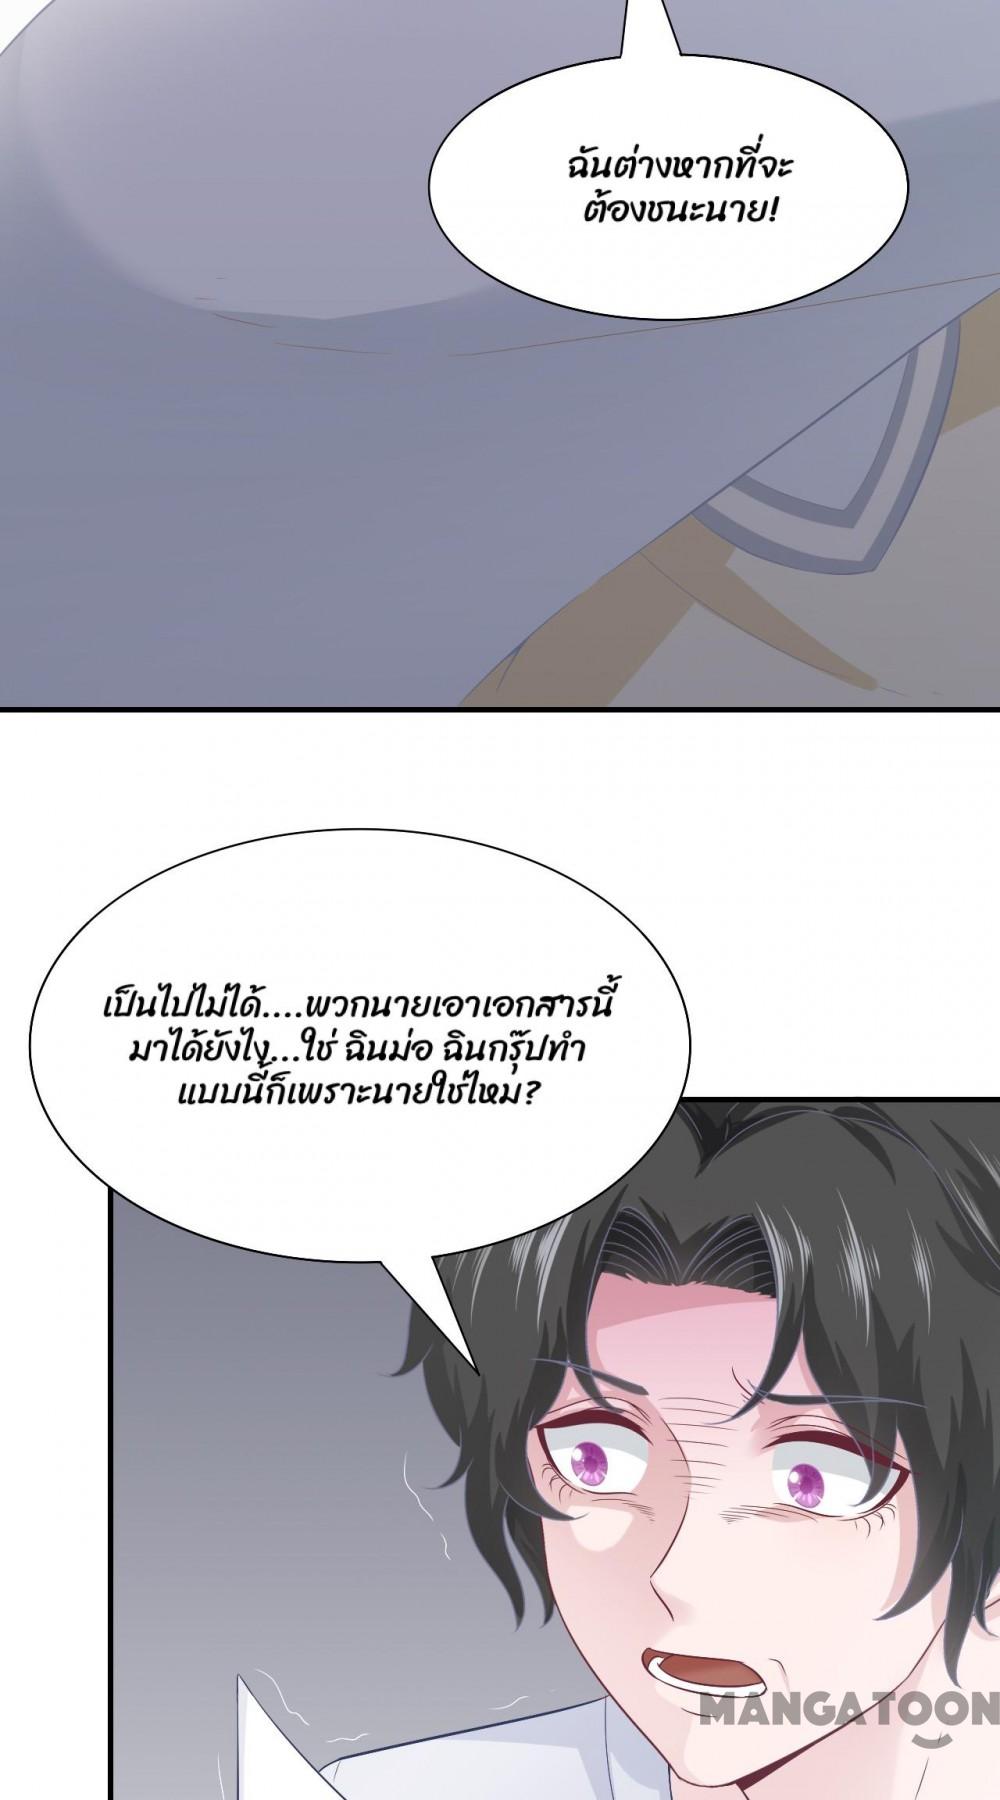 ฉันต่างหากที่จะ
ต้องชนะนาย!
เป็นไปไม่ได้....พวกนายเอาเอกสารนี้
มาได้ยังไง...ใช่ ฉินม่อ ฉินกรุ๊ปทำ
แบบนี้ก็เพราะนายใช่ไหม?
MANGATOON